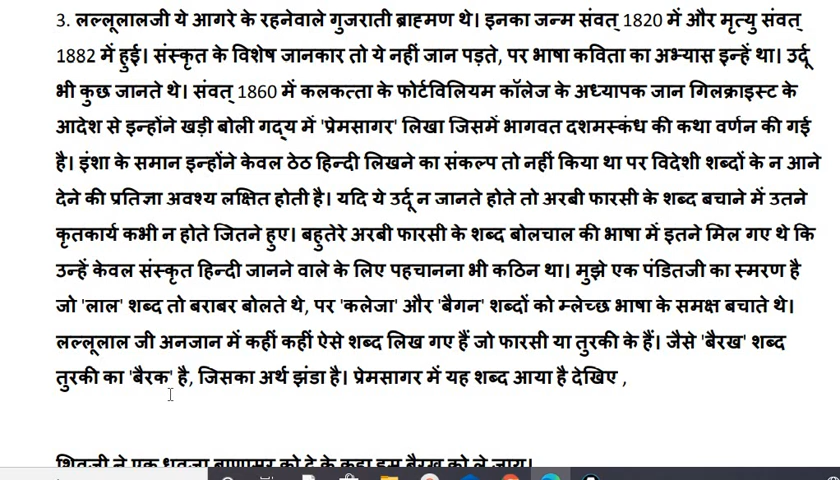 3. लल्लूलालजी ये आगरे के रहनेवाले गुजराती ब्राह्मण थे। इनका जन्म संवत् 1820 में और मृत्यु संवत्
1882 में हुई। संस्कृत के विशेष जानकार तो ये नहीं जान पड़ते, पर भाषा कविता का अभ्यास इन्हें था। उर्दू
भी कुछ जानते थे। संवत् 1860 में कलकत्ता के फोर्टविलियम कॉलेज के अध्यापक जान गिलक्राइस्ट के
आदेश से इन्होंने खड़ी बोली गद्य में 'प्रेमसागर' लिखा जिसमें भागवत दशमस्कंध की कथा वर्णन की गई
है। इंशा के समान इन्होंने केवल ठेठ हिन्दी लिखने का संकल्प तो नहीं किया था पर विदेशी शब्दों के न आने
देने की प्रतिज्ञा अवश्य लक्षित होती है। यदि ये उर्दू न जानते होते तो अरबी फारसी के शब्द बचाने में उतने
कृतकार्य कभी न होते जितने हुए। बहुतेरे अरबी फारसी के शब्द बोलचाल की भाषा में इतने मिल गए थे कि
उन्हें केवल संस्कृत हिन्दी जानने वाले के लिए पहचानना भी कठिन था। मुझे एक पंडितजी का स्मरण है
जो 'लाल' शब्द तो बराबर बोलते थे, पर 'कलेजा' और 'बैगन' शब्दों को म्लेच्छ भाषा के समक्ष बचाते थे।
लल्लूलाल जी अनजान में कहीं कहीं ऐसे शब्द लिख गए हैं जो फारसी या तुरकी के हैं। जैसे 'बैरख' शब्द
तुरकी का 'बैरक' है, जिसका अर्थ झंडा है। प्रेमसागर में यह शब्द आया है देखिए ,
शिवजी ने एक धवजा बाणासुर को दे के कहा इस बैरख को ले जाय।